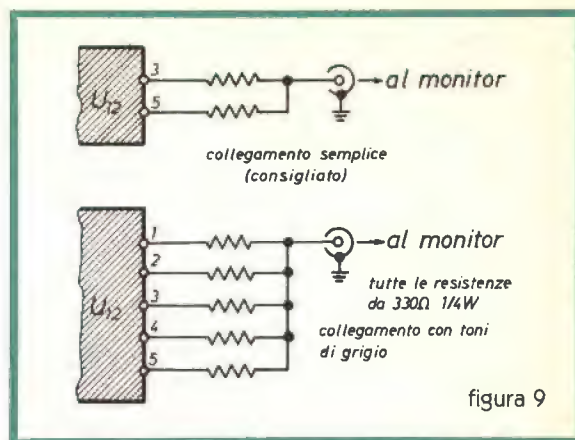 U12
3
5
al monitor
collegamento semplice
(consigliato)
U12
1
2
3
4
5
al monitor
tutte le resistenze
da 330Ω 1/4W
collegamento con toni
di grigio
figura 9